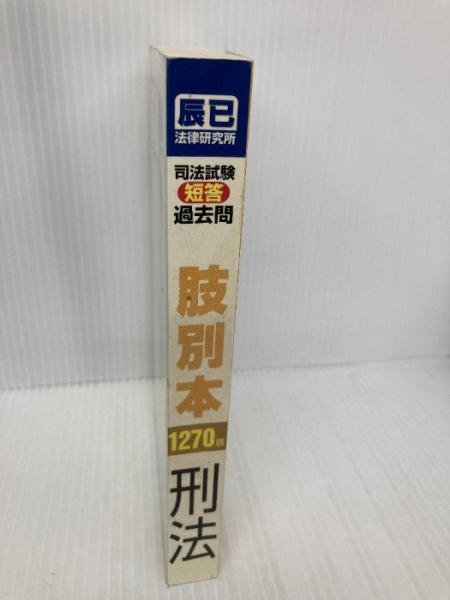 辰已
法律研究所
司法試験
短答
過去問
肢別本
1270肢
刑法